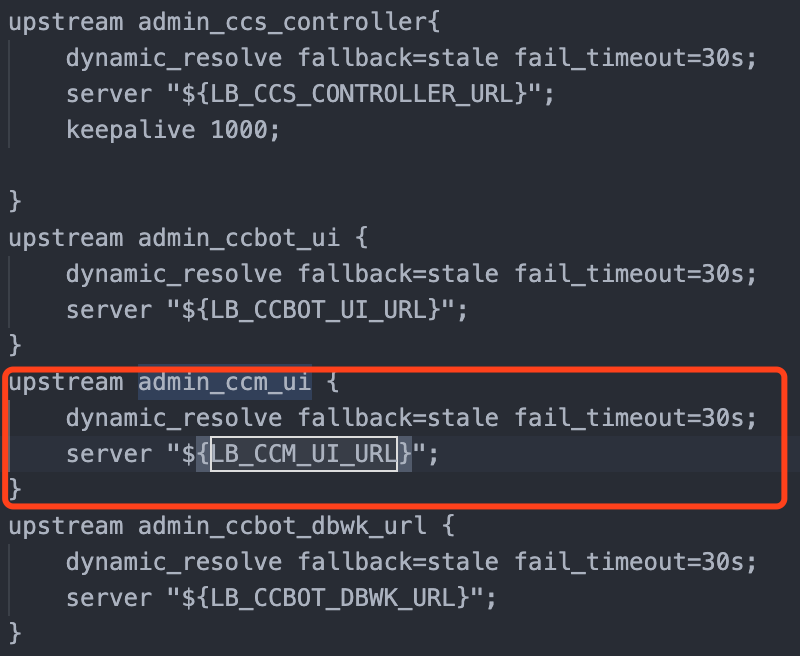 upstream admin_ccs_controller{
dynamic_resolve fallback=stale fail_timeout=30s;
server "${LB_CCS_CONTROLLER_URL}";
keepalive 1000;
}
upstream admin_ccbot_ui {
dynamic_resolve fallback=stale fail_timeout=30s;
server "${LB_CCBOT_UI_URL}";
}
upstream admin_ccm_ui {
dynamic_resolve fallback=stale fail_timeout=30s;
server "${LB_CCM_UI_URL}";
}
upstream admin_ccbot_dbwk_url {
dynamic_resolve fallback=stale fail_timeout=30s;
server "${LB_CCBOT_DBWK_URL}";
}